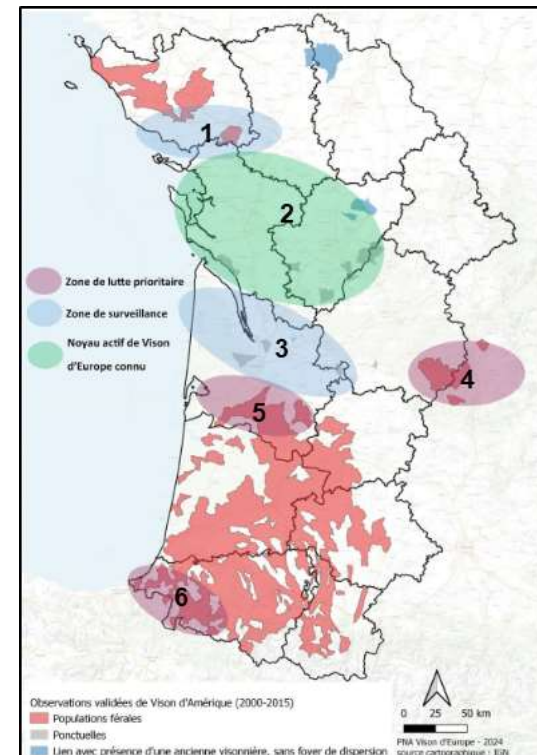 1
2
Zone de lutte prioritaire
Zone de surveillance
Noyau actif de Vison
d'Europe connu
3
4
5
6
Observations validées de Vison d'Amérique (2000-2015)
Populations férales
Ponctuelles
Lien avec présence d'une ancienne visonnière, sans foyer de dispersion
0 25 50 km
PNA Vison d'Europe - 2024
source cartographique : IGN